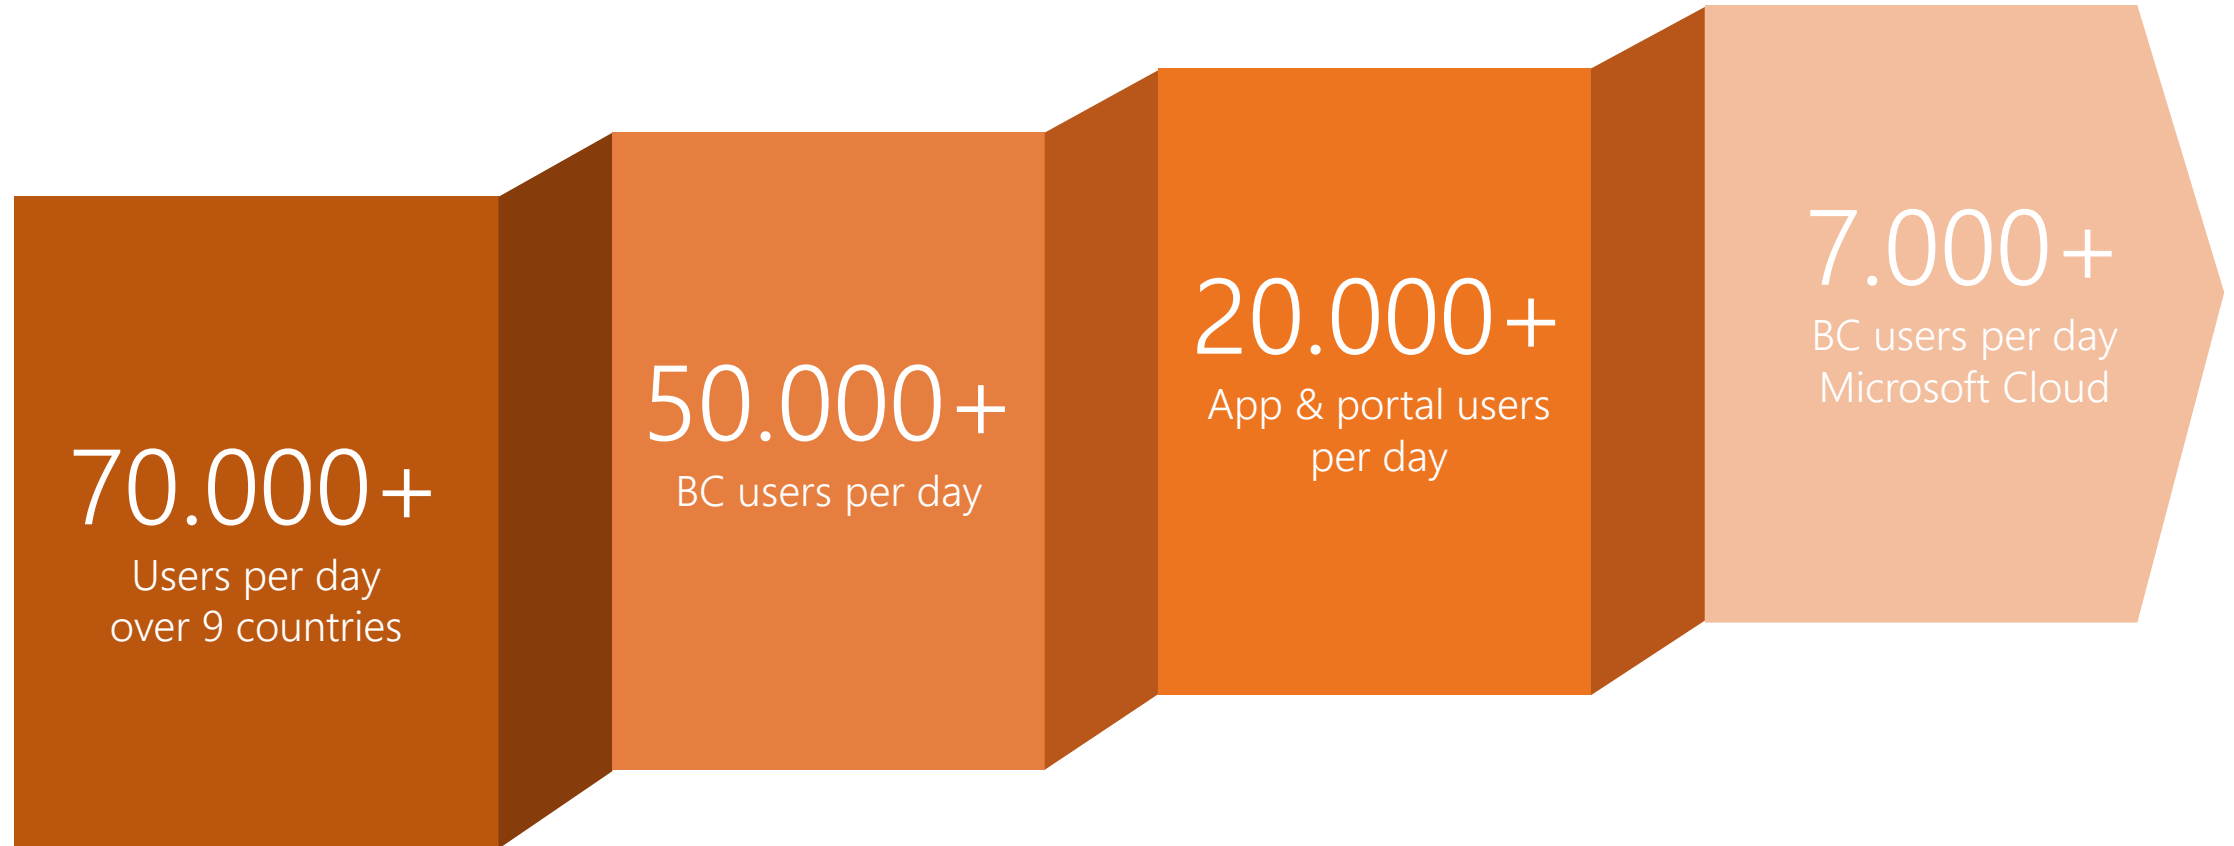 70.000+
Users per day
over 9 countries
50.000+
BC users per day
20.000+
App & portal users
per day
7.000+
BC users per day
Microsoft Cloud